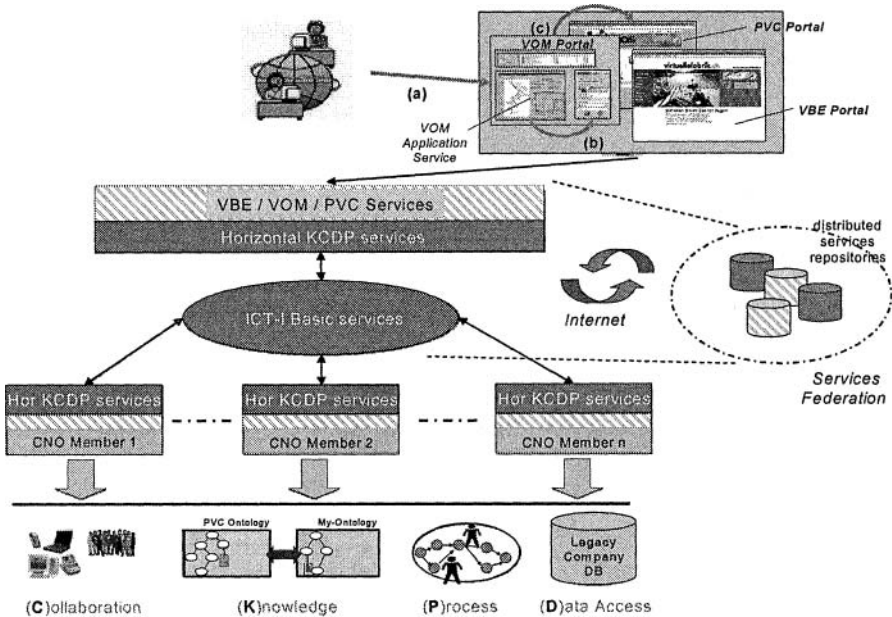 (c)
PVC Portal
VOM Portal
virtuellefabrik.ch
(a)
VBE Portal
VOM
Application
Service
(b)
VBE / VOM / PVC Services
Horizontal KCDP services
distributed
services
repositories
ICT-I Basic services
Internet
Services
Federation
Hor KCDP services
Hor KCDP services
Hor KCDP services
CNO Member 1
CNO Member 2
CNO Member n
PVC Ontology
My-Ontology
Legacy
Company
DB
(C)ollaboration
(K)nowledge
(P)rocess
(D)ata Access